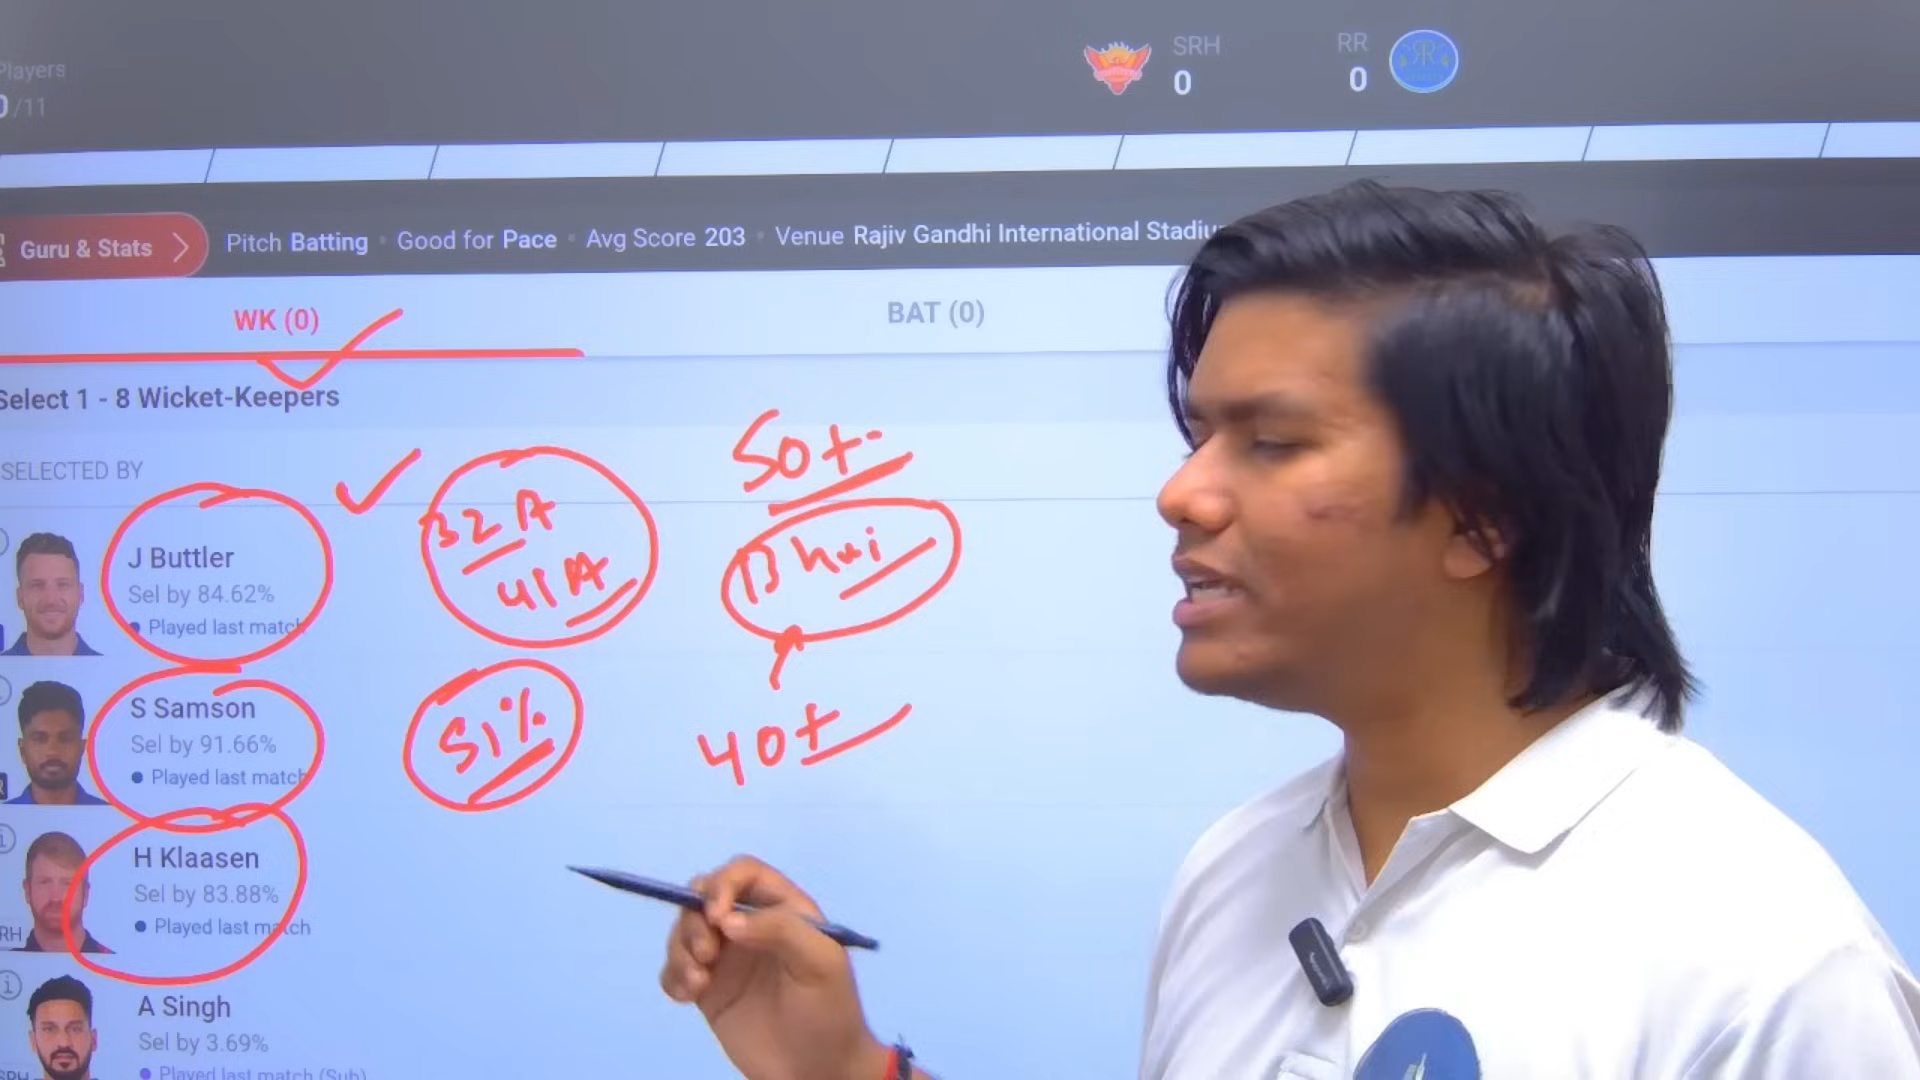 Players
0/11
SRH
0
RR
0
Guru & Stats
Pitch Batting • Good for Pace • Avg Score 203 • Venue Rajiv Gandhi International Stadiu
WK (0)
BAT (0)
Select 1 - 8 Wicket-Keepers
SELECTED BY
J Buttler
Sel by 84.62%
Played last match
32 A
41 A
50+
Bhai
S Samson
Sel by 91.66%
Played last match
51%
40+
H Klaasen
Sel by 83.88%
Played last match
RH
A Singh
Sel by 3.69%
Played last match (Sub)
SRH